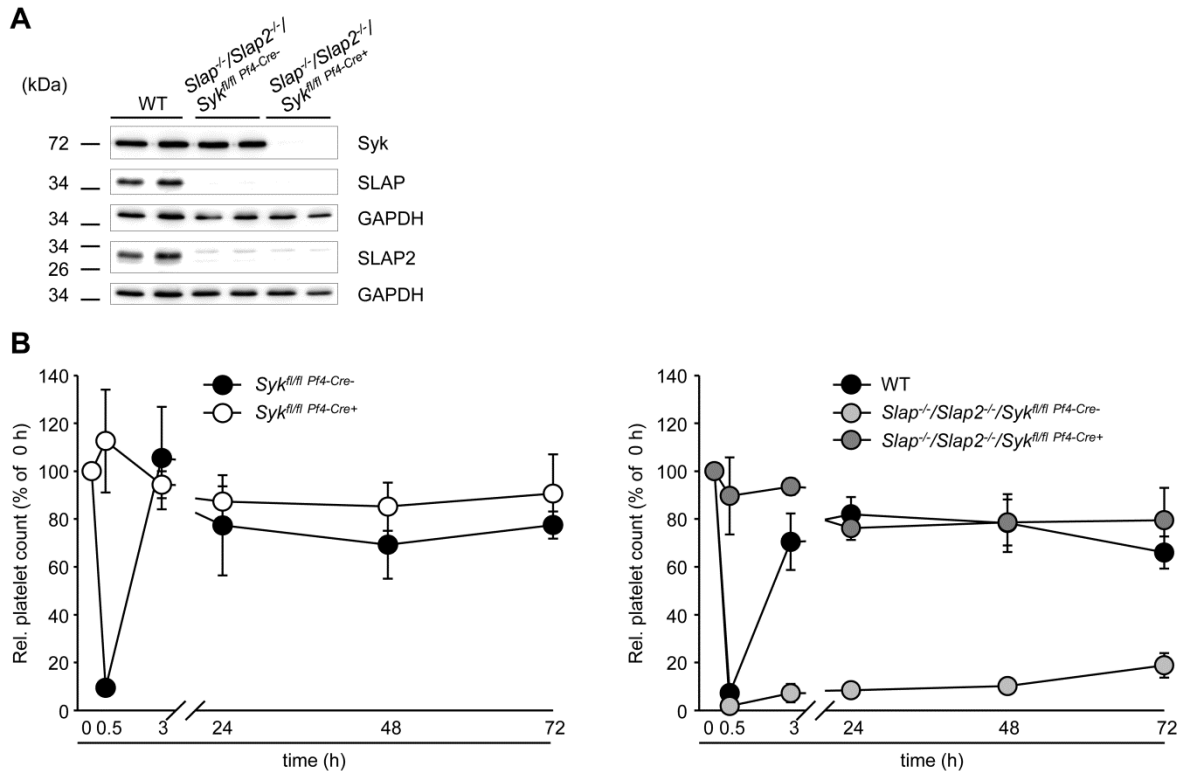 A
(kDa)
WT
Slap-/-/Slap2-/-/
Sykfl/fl Pf4-Cre-
Slap-/-/Slap2-/-/
Sykfl/fl Pf4-Cre+
72
Syk
34
SLAP
34
GAPDH
34
26
SLAP2
34
GAPDH
B
Rel. platelet count (% of 0 h)
140
120
100
80
60
40
20
0
Sykfl/fl Pf4-Cre-
Sykfl/fl Pf4-Cre+
0 0.5 3 24 48 72
time (h)
Rel. platelet count (% of 0 h)
140
120
100
80
60
40
20
0
WT
Slap-/-/Slap2-/-/Sykfl/fl Pf4-Cre-
Slap-/-/Slap2-/-/Sykfl/fl Pf4-Cre+
0 0.5 3 24 48 72
time (h)